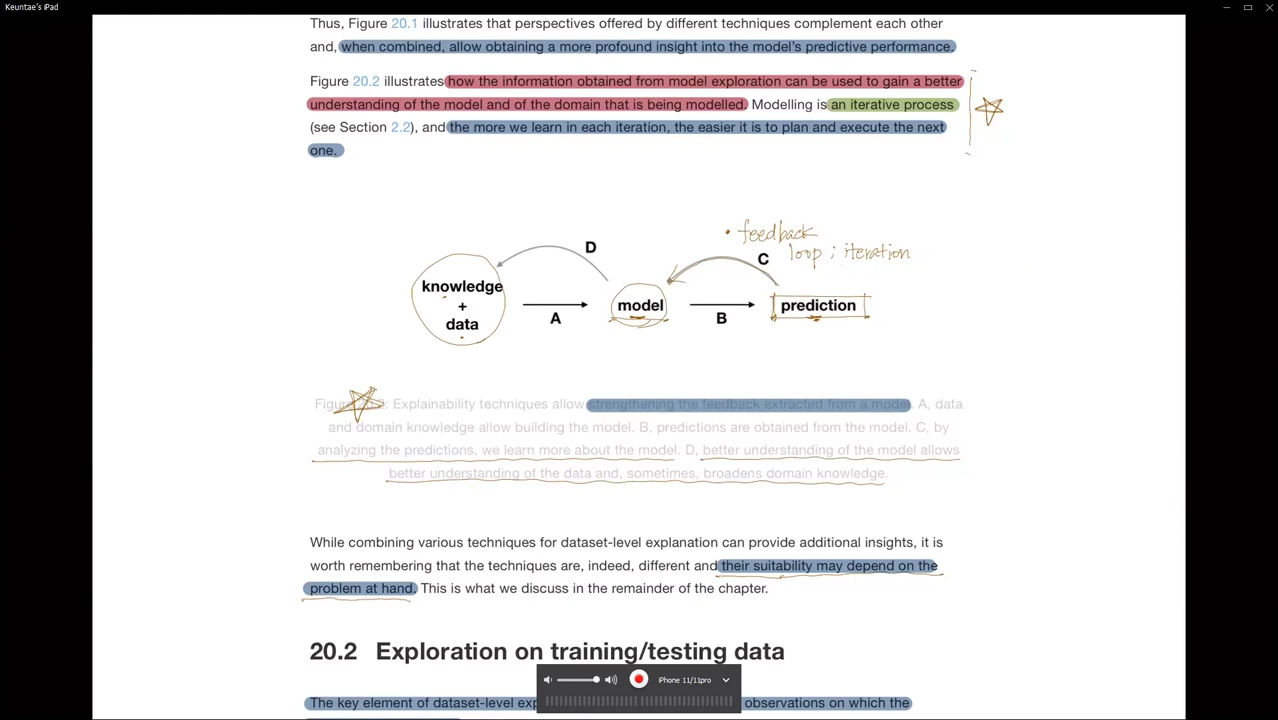 Keuntae's iPad
Thus, Figure 20.1 illustrates that perspectives offered by different techniques complement each other
and, when combined, allow obtaining a more profound insight into the model's predictive performance.
Figure 20.2 illustrates how the information obtained from model exploration can be used to gain a better
understanding of the model and of the domain that is being modelled. Modelling is an iterative process
(see Section 2.2), and the more we learn in each iteration, the easier it is to plan and execute the next
one.
• feedback
loop ; iteration
D
C
knowledge
+
data
A
model
B
prediction
: Explainability techniques allow strengthening the feedback extracted from a model. A, data
and domain knowledge allow building the model. B, predictions are obtained from the model. C, by
analyzing the predictions, we learn more about the model. D, better understanding of the model allows
better understanding of the data and, sometimes, broadens domain knowledge.
While combining various techniques for dataset-level explanation can provide additional insights, it is
worth remembering that the techniques are, indeed, different and their suitability may depend on the
problem at hand. This is what we discuss in the remainder of the chapter.
20.2 Exploration on training/testing data
iPhone 11/11pro
The key element of dataset-level observations on which the